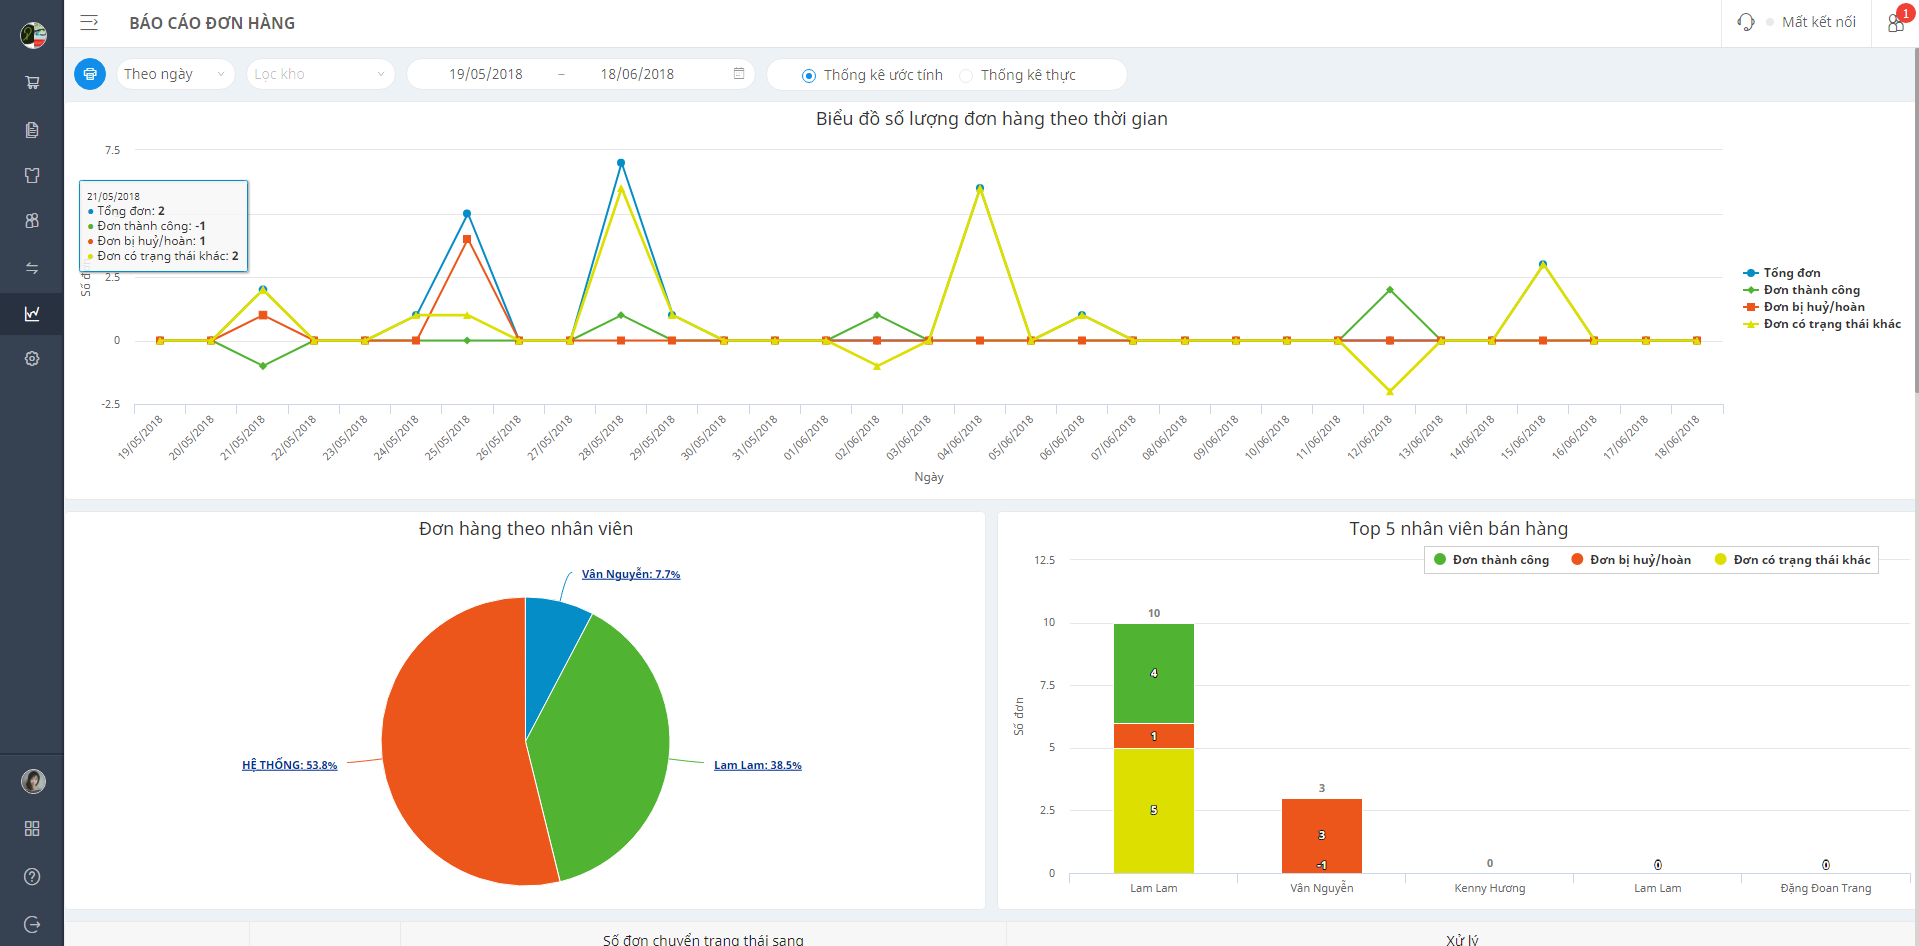 BÁO CÁO ĐƠN HÀNG
Mất kết nối
1
Theo ngày
Lọc kho
19/05/2018 – 18/06/2018
Thống kê ước tính
Thống kê thực
Biểu đồ số lượng đơn hàng theo thời gian
7.5
2.5
0
-2.5
21/05/2018
Tổng đơn: 2
Đơn thành công: -1
Đơn bị huỷ/hoàn: 1
Đơn có trạng thái khác: 2
Tổng đơn
Đơn thành công
Đơn bị huỷ/hoàn
Đơn có trạng thái khác
19/05/2018
20/05/2018
21/05/2018
22/05/2018
23/05/2018
24/05/2018
25/05/2018
26/05/2018
27/05/2018
28/05/2018
29/05/2018
30/05/2018
31/05/2018
01/06/2018
02/06/2018
03/06/2018
04/06/2018
05/06/2018
06/06/2018
07/06/2018
08/06/2018
09/06/2018
10/06/2018
11/06/2018
12/06/2018
13/06/2018
14/06/2018
15/06/2018
16/06/2018
17/06/2018
18/06/2018
Ngày
Đơn hàng theo nhân viên
Vân Nguyễn: 7.7%
HỆ THỐNG: 53.8%
Lam Lam: 38.5%
Top 5 nhân viên bán hàng
Đơn thành công
Đơn bị huỷ/hoàn
Đơn có trạng thái khác
Số đơn
12.5
10
7.5
5
2.5
0
10
4
1
5
3
3
-1
0
0
0
Lam Lam
Vân Nguyễn
Kenny Hương
Lam Lam
Đặng Đoan Trang
Số đơn chuyển trạng thái sang
Xử lý